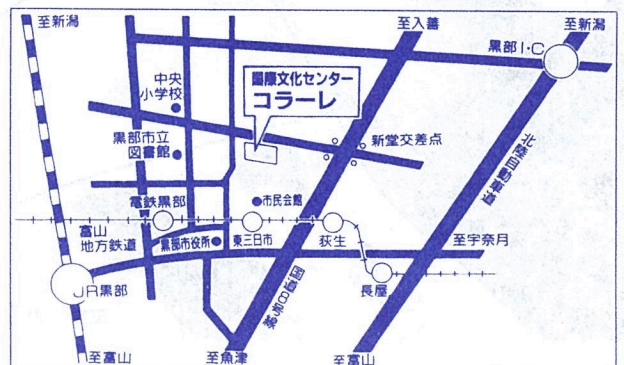 至新潟
至入善
至新潟
黒部I・C
中央
小学校
国際文化センター
コラーレ
新堂交差点
黒部市立
図書館
北陸自動車道
電鉄黒部
市民会館
富山
地方鉄道
黒部市役所
東三日市
荻生
至宇奈月
JR黒部
長屋
国道8号線
至富山
至魚津
至富山